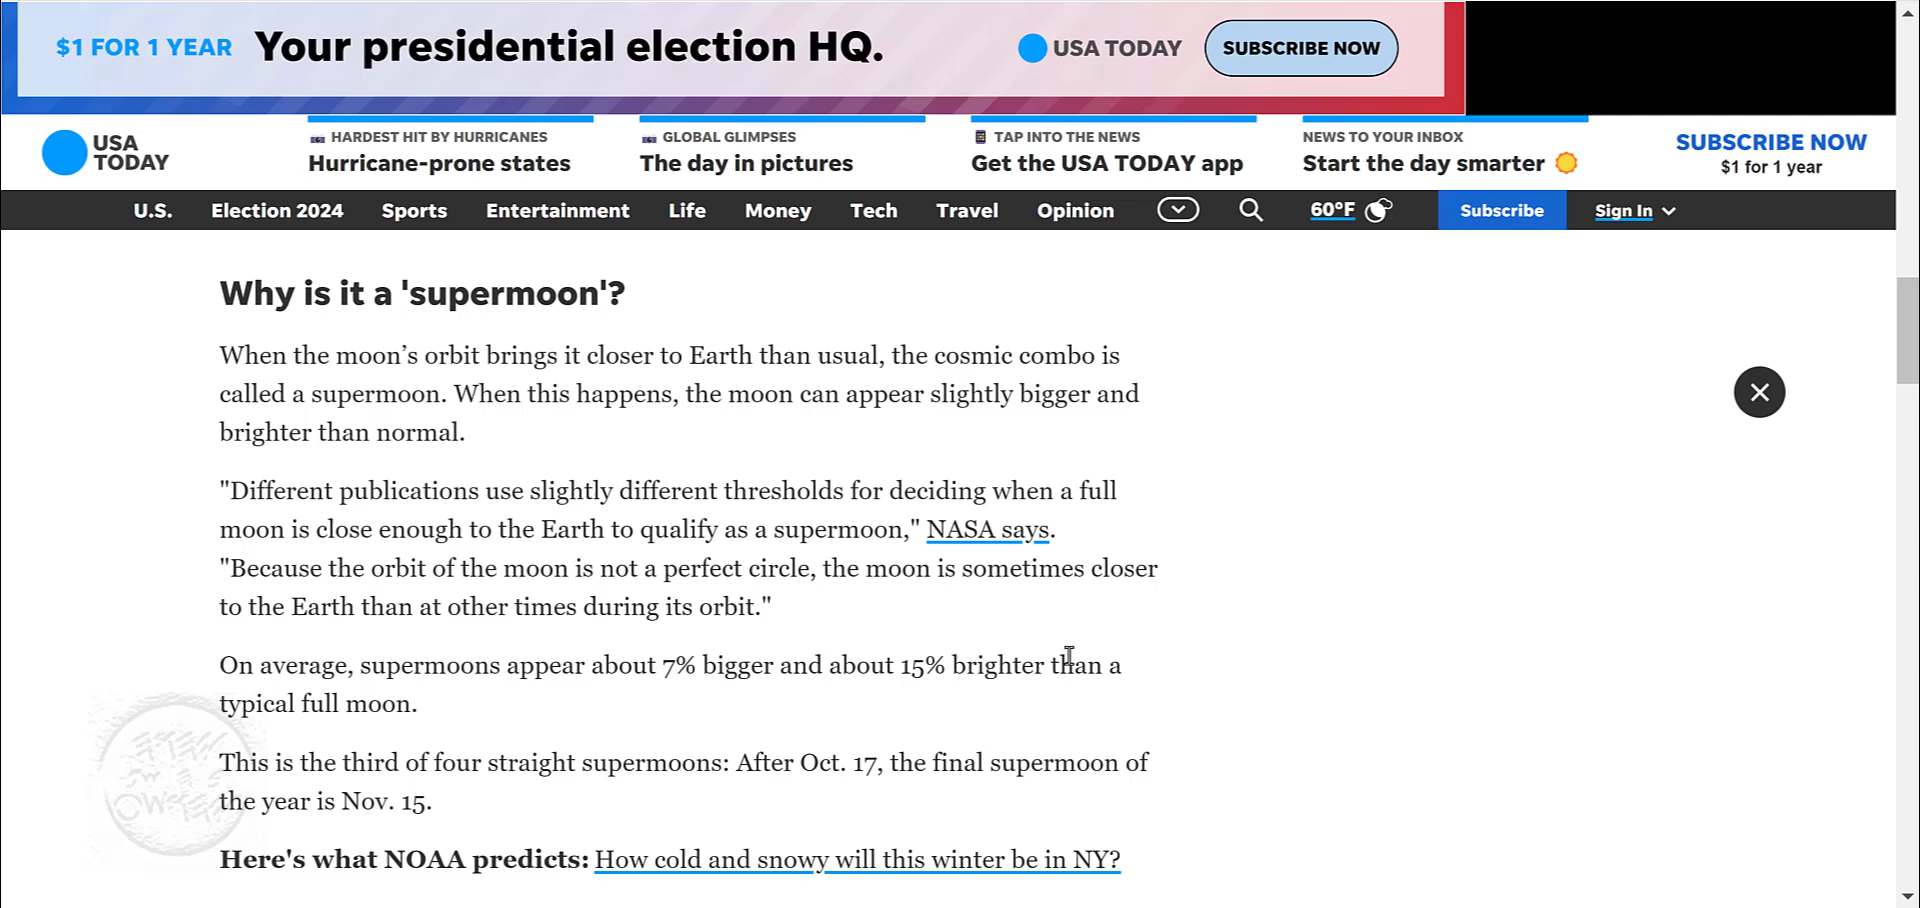 $1 FOR 1 YEAR Your presidential election HQ. USA TODAY SUBSCRIBE NOW
USA TODAY
HARDEST HIT BY HURRICANES
Hurricane-prone states
GLOBAL GLIMPSES
The day in pictures
TAP INTO THE NEWS
Get the USA TODAY app
NEWS TO YOUR INBOX
Start the day smarter
SUBSCRIBE NOW
$1 for 1 year
U.S. Election 2024 Sports Entertainment Life Money Tech Travel Opinion 60°F Subscribe Sign In
Why is it a 'supermoon'?
When the moon’s orbit brings it closer to Earth than usual, the cosmic combo is
called a supermoon. When this happens, the moon can appear slightly bigger and
brighter than normal.
"Different publications use slightly different thresholds for deciding when a full
moon is close enough to the Earth to qualify as a supermoon," NASA says.
"Because the orbit of the moon is not a perfect circle, the moon is sometimes closer
to the Earth than at other times during its orbit."
On average, supermoons appear about 7% bigger and about 15% brighter than a
typical full moon.
This is the third of four straight supermoons: After Oct. 17, the final supermoon of
the year is Nov. 15.
Here's what NOAA predicts: How cold and snowy will this winter be in NY?